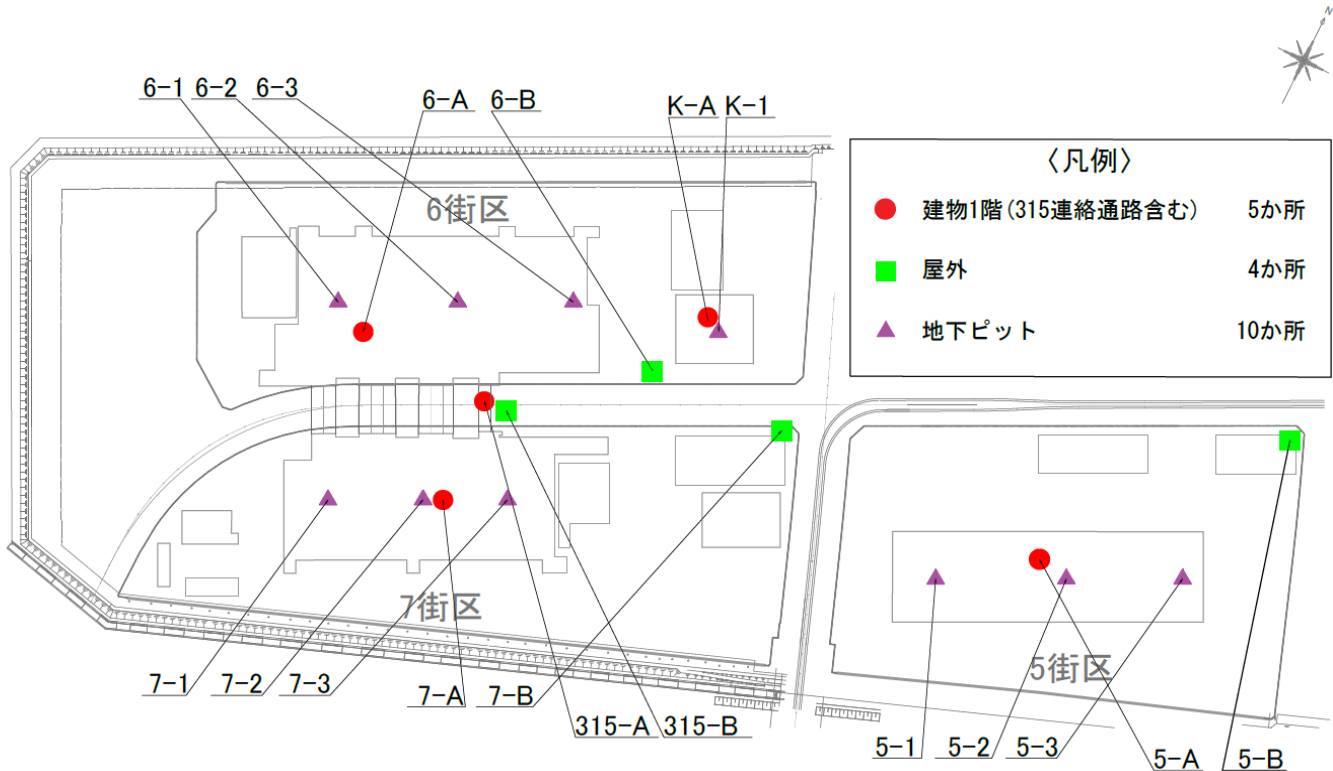 N
6-1 6-2 6-3 6-A 6-B K-A K-1
〈凡例〉
建物1階(315連絡通路含む) 5か所
屋外 4か所
地下ピット 10か所
6街区
7街区
5街区
7-1 7-2 7-3 7-A 7-B
315-A 315-B
5-1 5-2 5-3 5-A 5-B